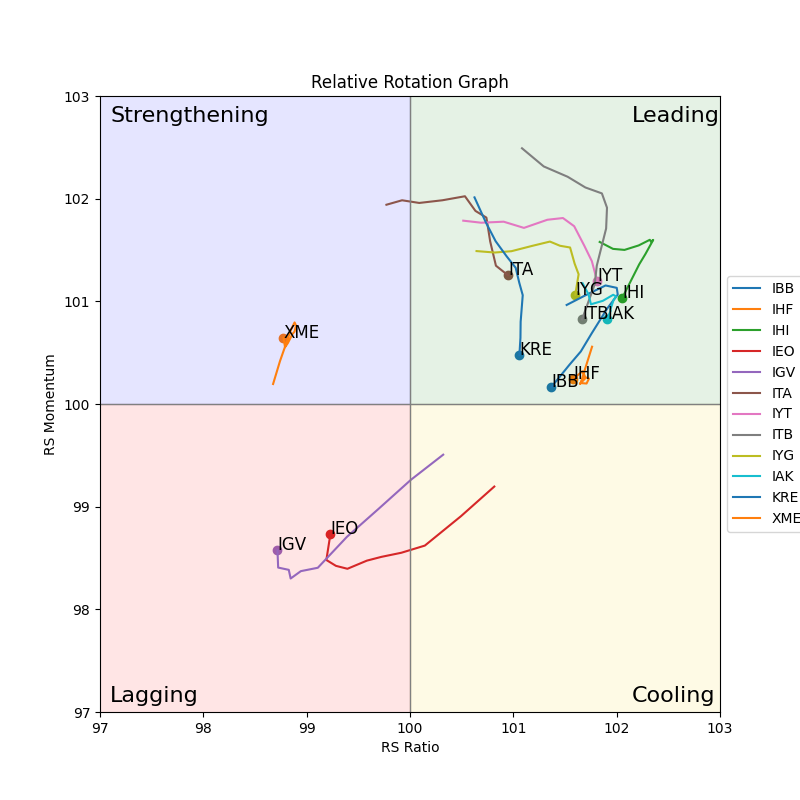 Relative Rotation Graph
103
Strengthening
Leading
102
ITA
IYT
IYG
IHI
101
ITB
IAK
XME
KRE
IHF
IBB
100
RS Momentum
99
IEO
IGV
98
Lagging
Cooling
97
97 98 99 100 101 102 103
RS Ratio
IBB
IHF
IHI
IEO
IGV
ITA
IYT
ITB
IYG
IAK
KRE
XME